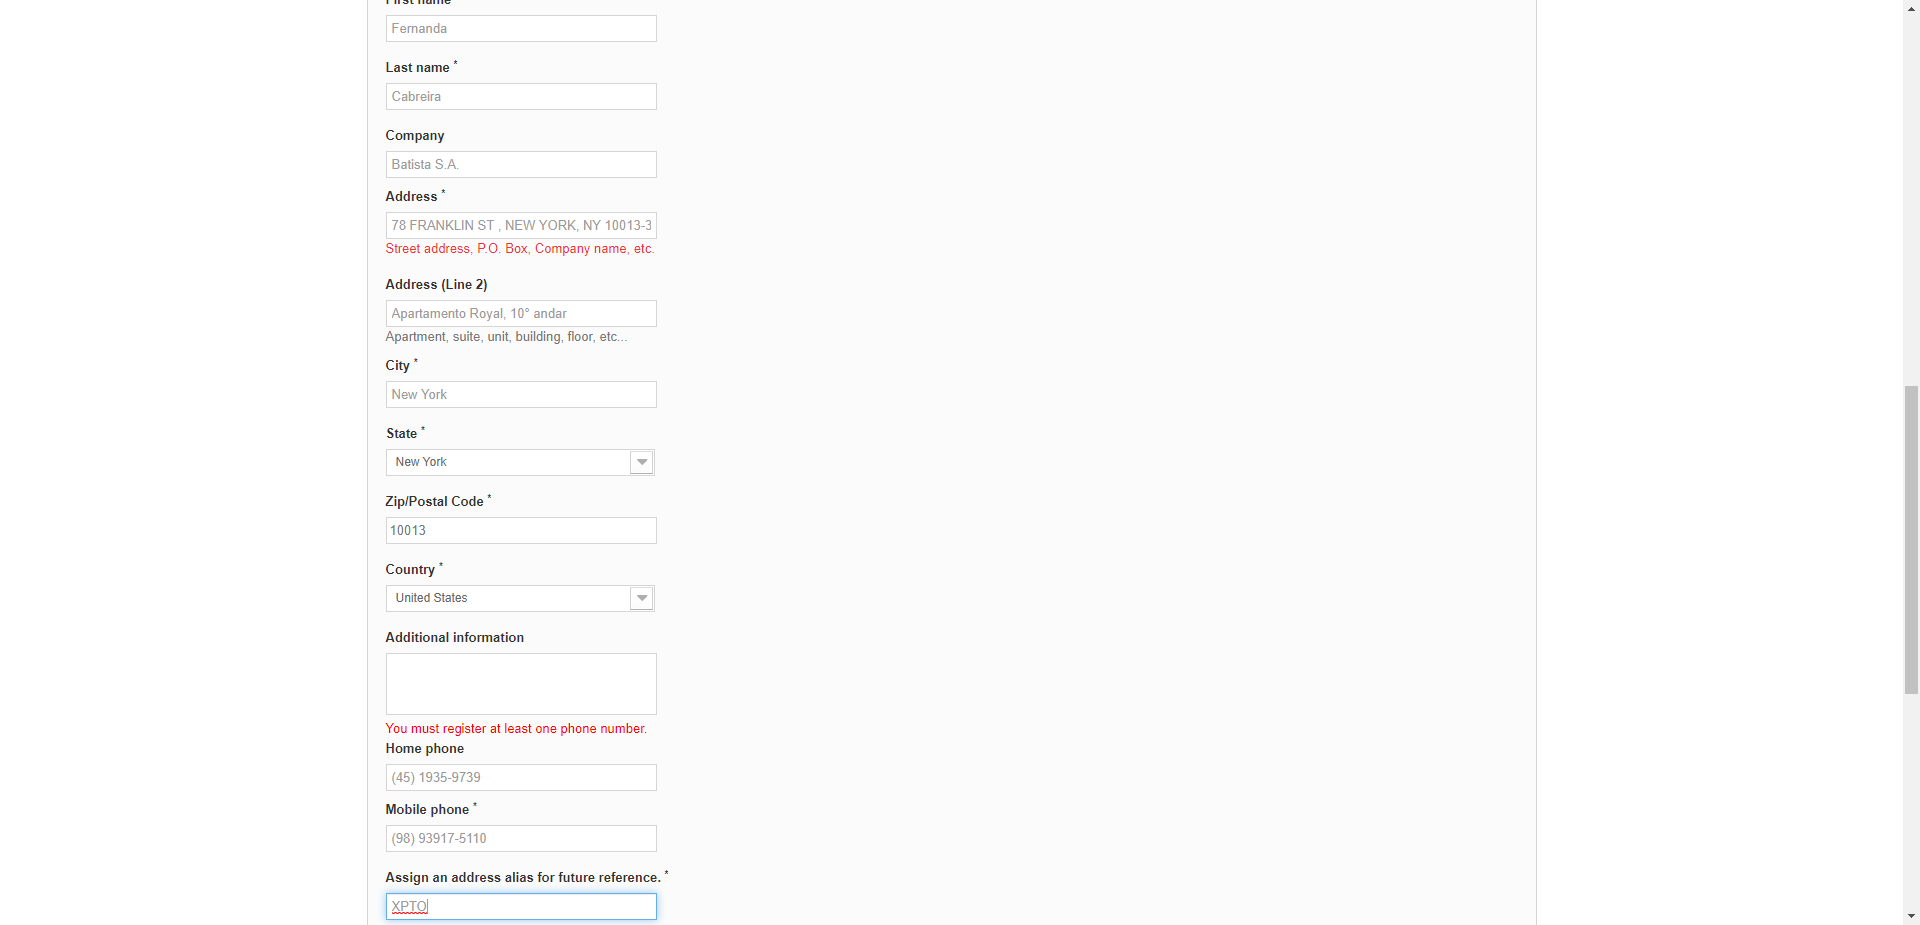 First name
Fernanda
Last name *
Cabreira
Company
Batista S.A.
Address *
78 FRANKLIN ST , NEW YORK, NY 10013-3
Street address, P.O. Box, Company name, etc.
Address (Line 2)
Apartamento Royal, 10° andar
Apartment, suite, unit, building, floor, etc...
City *
New York
State *
New York
Zip/Postal Code *
10013
Country *
United States
Additional information
You must register at least one phone number.
Home phone
(45) 1935-9739
Mobile phone *
(98) 93917-5110
Assign an address alias for future reference. *
XPTO